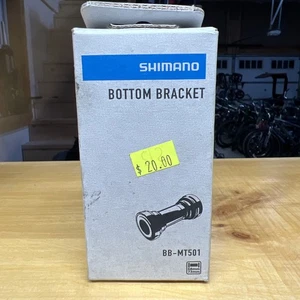 SHIMANO
BOTTOM BRACKET
$ 20.00
BB-MT501